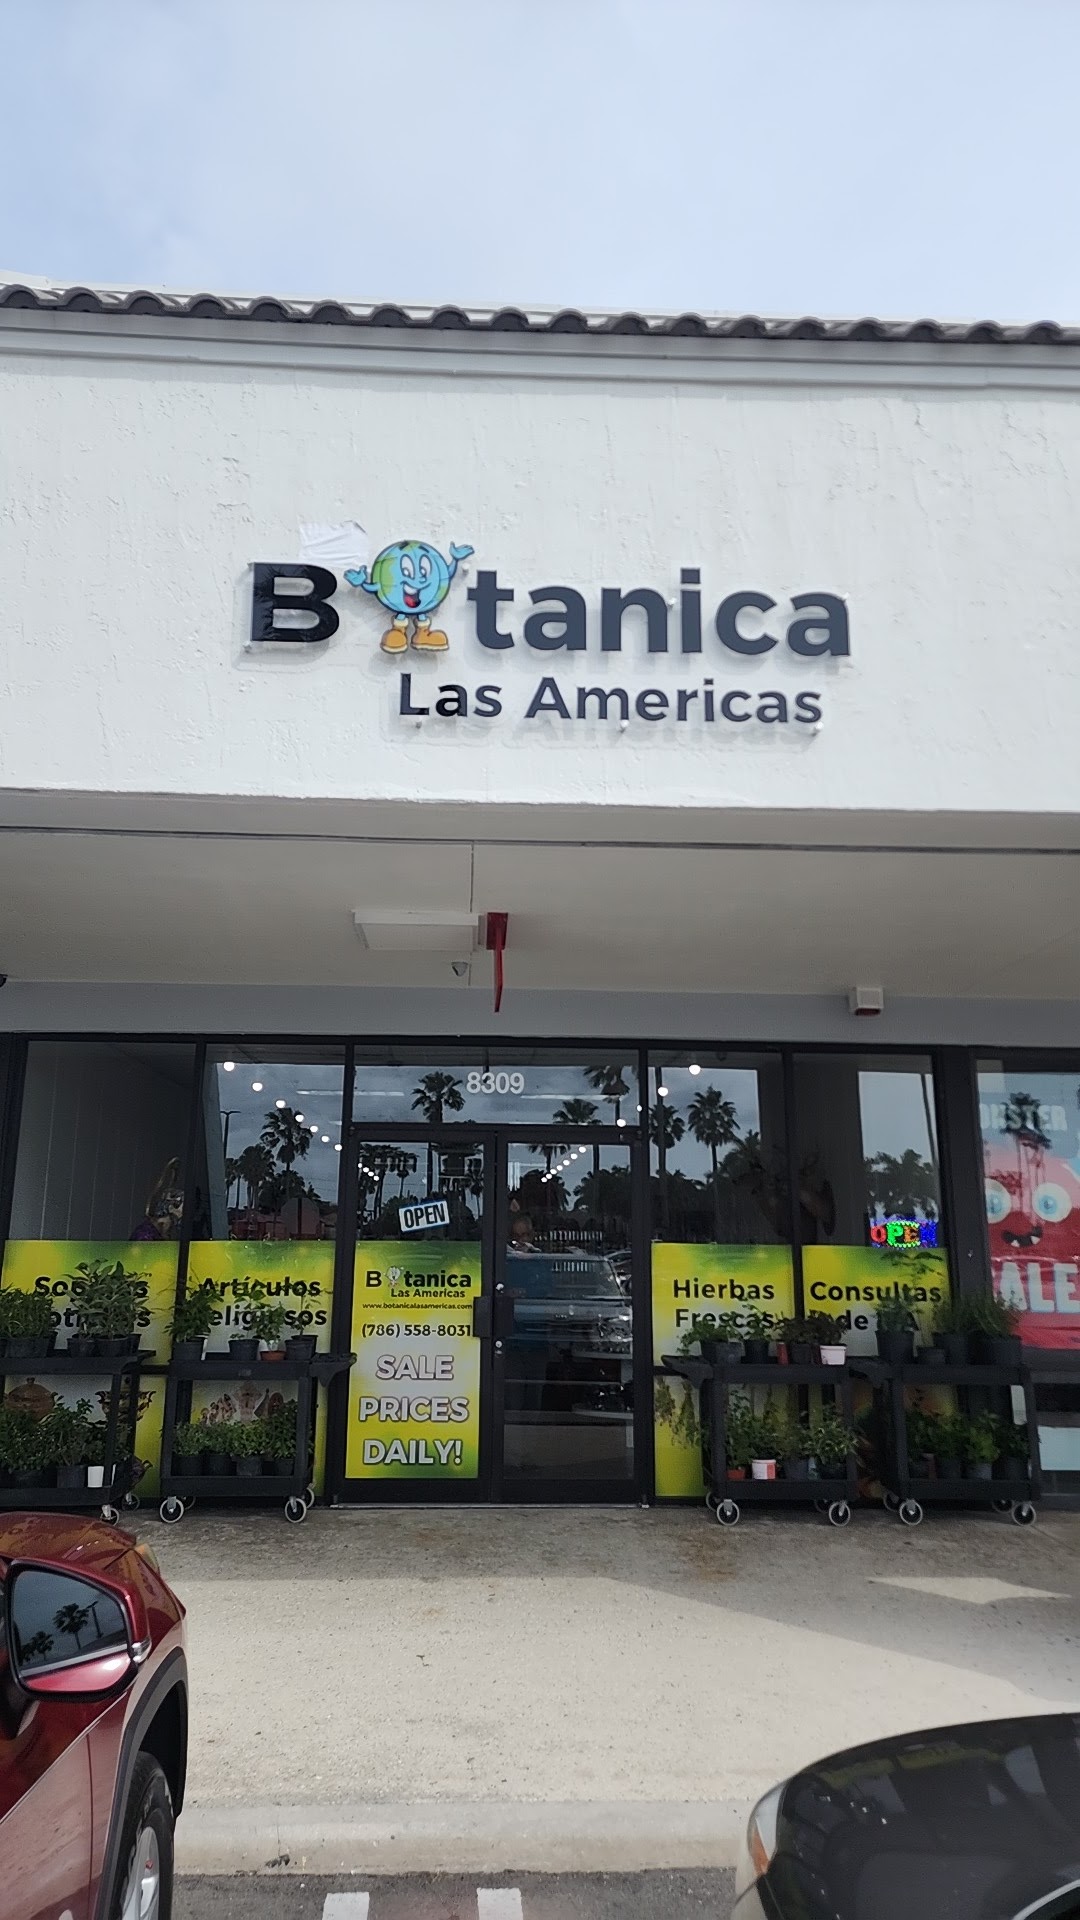 Botanica
Las Americas
8309
OPEN
OPEN
Artículos
Botanica
Las Americas
www.botanicalasamericas.com
(786) 558-8031
SALE
PRICES
DAILY!
Hierbas
Frescas
Consultas
de